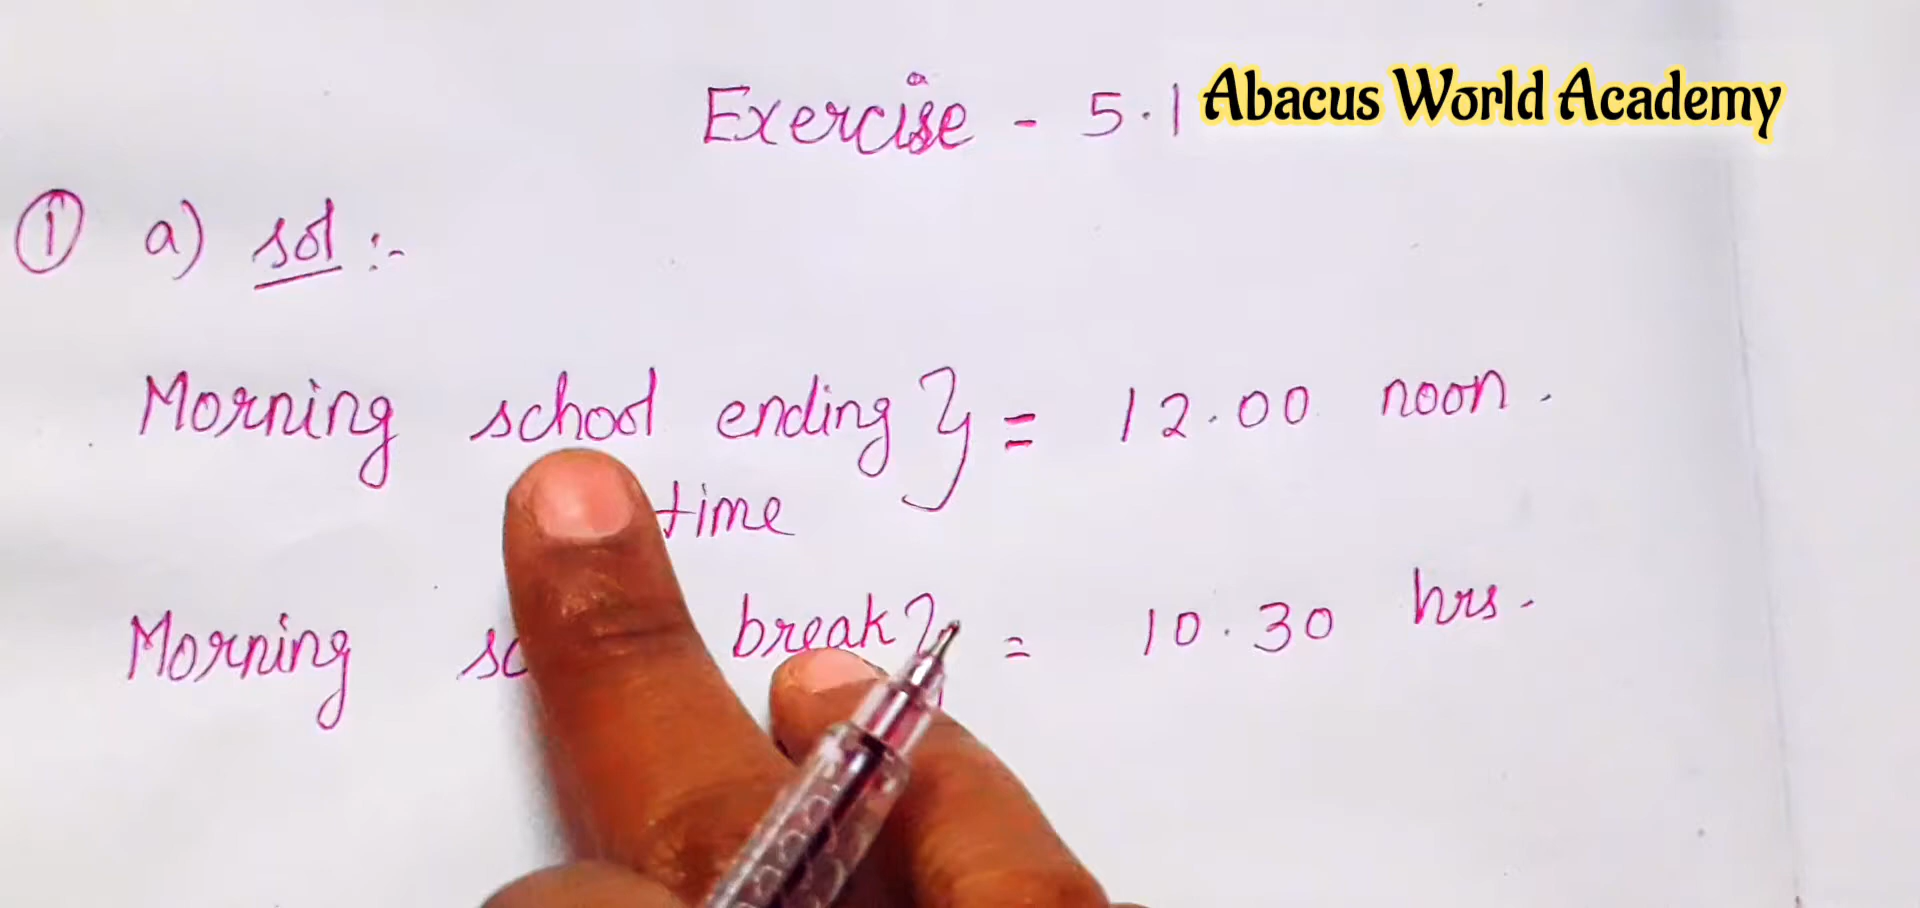 Exercise - 5.1 Abacus World Academy
① a) sol :-
Morning school ending } = 12.00 noon.
time
Morning break } = 10.30 hrs.